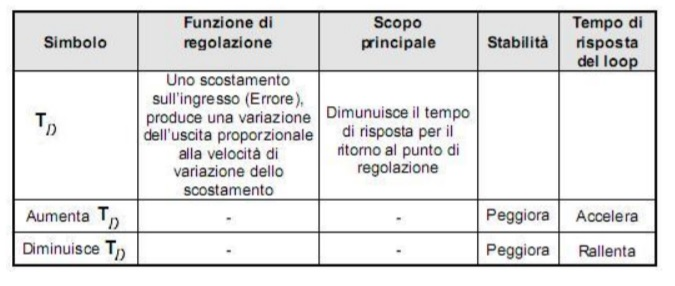 Simbolo
Funzione di
regolazione
Scopo
principale
Stabilità
Tempo di
risposta
del loop
T_D
Uno scostamento
sull'ingresso (Errore),
produce una variazione
dell'uscita proporzionale
alla velocità di
variazione dello
scostamento
Dimunuisce il tempo
di risposta per il
ritorno al punto di
regolazione
Aumenta T_D
-
-
Peggiora
Accelera
Diminuisce T_D
-
-
Peggiora
Rallenta